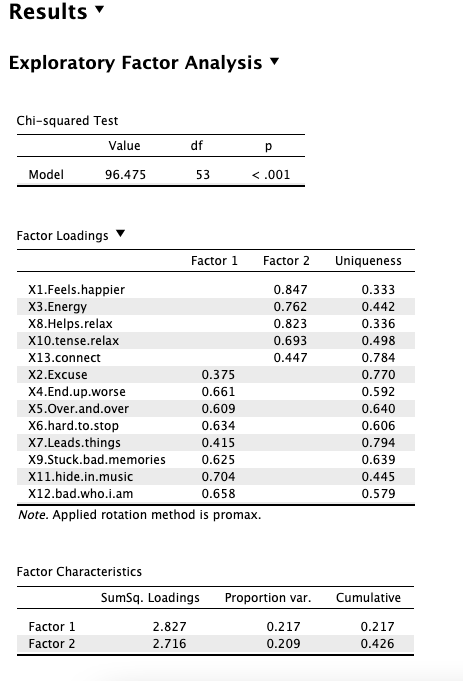 Results ▼
Exploratory Factor Analysis ▼
Chi-squared Test
Value df p
Model 96.475 53 < .001
Factor Loadings ▼
Factor 1 Factor 2 Uniqueness
X1.Feels.happier 0.847 0.333
X3.Energy 0.762 0.442
X8.Helps.relax 0.823 0.336
X10.tense.relax 0.693 0.498
X13.connect 0.447 0.784
X2.Excuse 0.375 0.770
X4.End.up.worse 0.661 0.592
X5.Over.and.over 0.609 0.640
X6.hard.to.stop 0.634 0.606
X7.Leads.things 0.415 0.794
X9.Stuck.bad.memories 0.625 0.639
X11.hide.in.music 0.704 0.445
X12.bad.who.i.am 0.658 0.579
Note. Applied rotation method is promax.
Factor Characteristics
SumSq. Loadings Proportion var. Cumulative
Factor 1 2.827 0.217 0.217
Factor 2 2.716 0.209 0.426